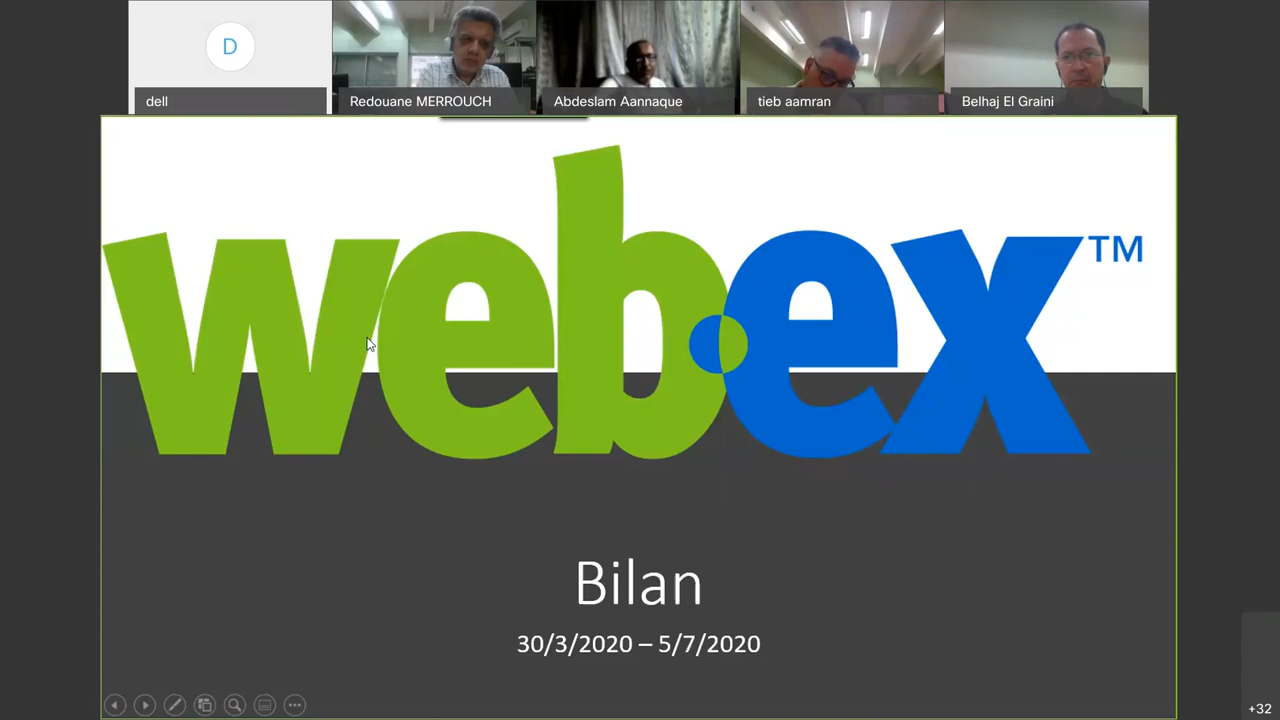 D
dell
Redouane MERROUCH
Abdeslam Aannaque
tieb aamran
Belhaj El Graini
webex™
Bilan
30/3/2020 – 5/7/2020
+32